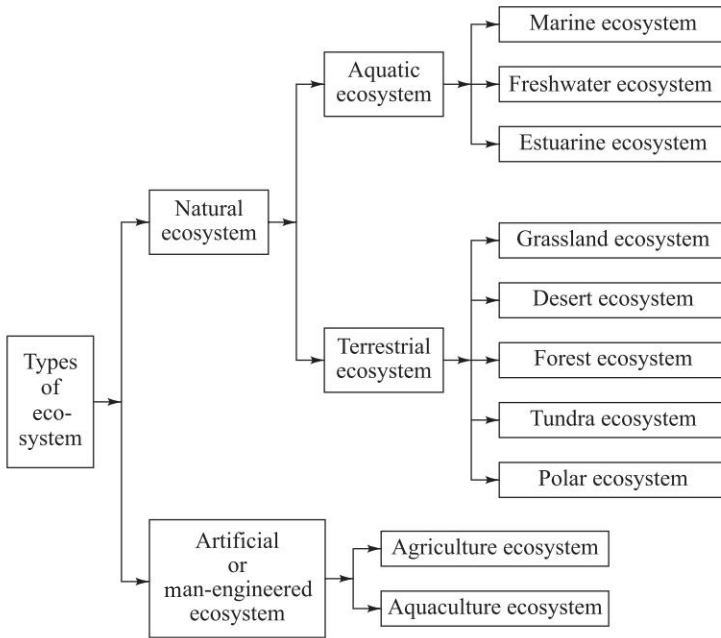 Marine ecosystem
Aquatic
ecosystem
Freshwater ecosystem
Estuarine ecosystem
Natural
ecosystem
Grassland ecosystem
Desert ecosystem
Terrestrial
ecosystem
Forest ecosystem
Tundra ecosystem
Polar ecosystem
Types
of
eco-
system
Artificial
or
man-engineered
ecosystem
Agriculture ecosystem
Aquaculture ecosystem